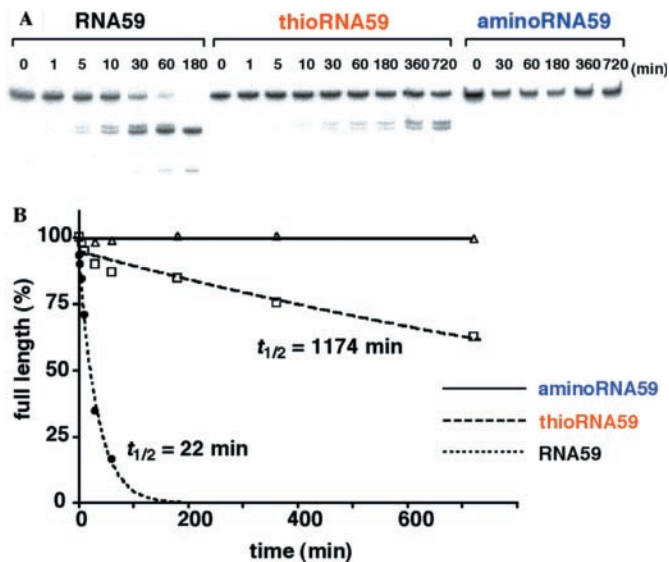 A RNA59 thioRNA59 aminoRNA59
0 1 5 10 30 60 180 0 1 5 10 30 60 180 360 720 0 30 60 180 360 720 (min)
B
100
75
50
25
0
full length (%)
t1/2 = 1174 min
t1/2 = 22 min
aminoRNA59
thioRNA59
RNA59
0 200 400 600
time (min)